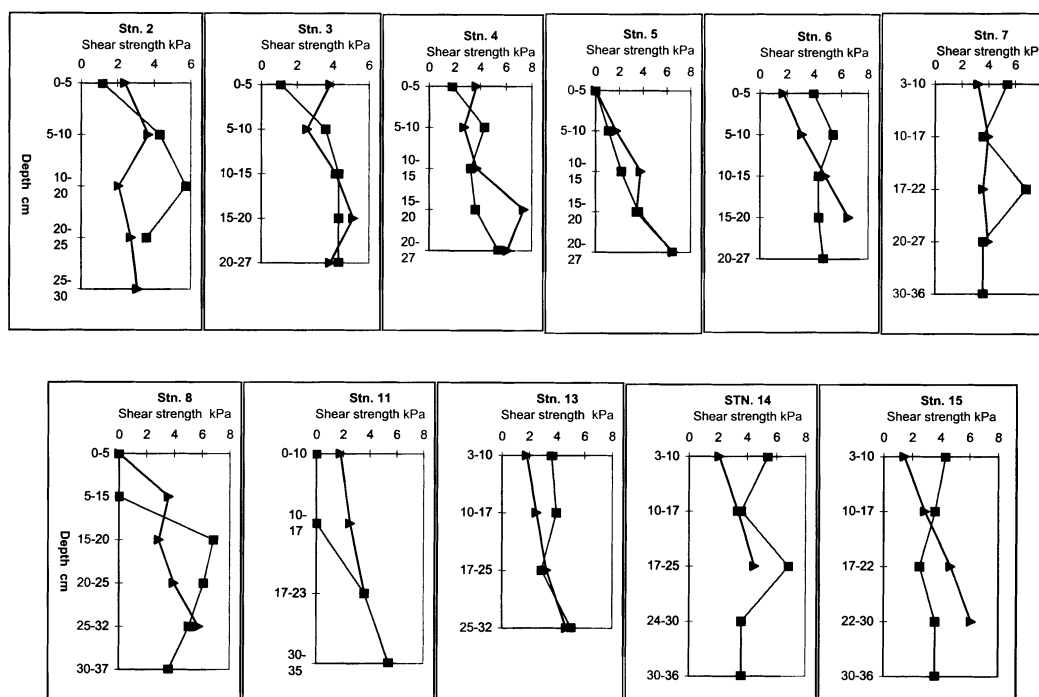 Stn. 2
Shear strength kPa
0 2 4 6
0-5
5-10
10-
20
20-
25
25-
30
Depth cm
Stn. 3
Shear strength kPa
0 1 2 3 4 5 6
0-5
5-10
10-15
15-20
20-27
Stn. 4
Shear strength kPa
0 2 4 6 8
0-5
5-10
10-
15
15
20
20-
27
Stn. 5
Shear strength kPa
0 2 4 6 8
0-5
5-10
10-
15
15
20
20-
27
Stn. 6
Shear strength kPa
0 2 4 6 8
0-5
5-10
10-15
15-20
20-27
Stn. 7
Shear strength kPa
0 2 4 6
3-10
10-17
17-22
20-27
30-36
Stn. 8
Shear strength kPa
0 2 4 6 8
0-5
5-15
15-20
20-25
25-32
30-37
Depth cm
Stn. 11
Shear strength kPa
0 2 4 6 8
0-10
10-
17
17-23
30-
35
Stn. 13
Shear strength kPa
0 2 4 6 8
3-10
10-17
17-25
25-32
STN. 14
Shear strength kPa
0 2 4 6 8
3-10
10-17
17-25
24-30
30-36
Stn. 15
Shear strength kPa
0 2 4 6 8
3-10
10-17
17-22
22-30
30-36